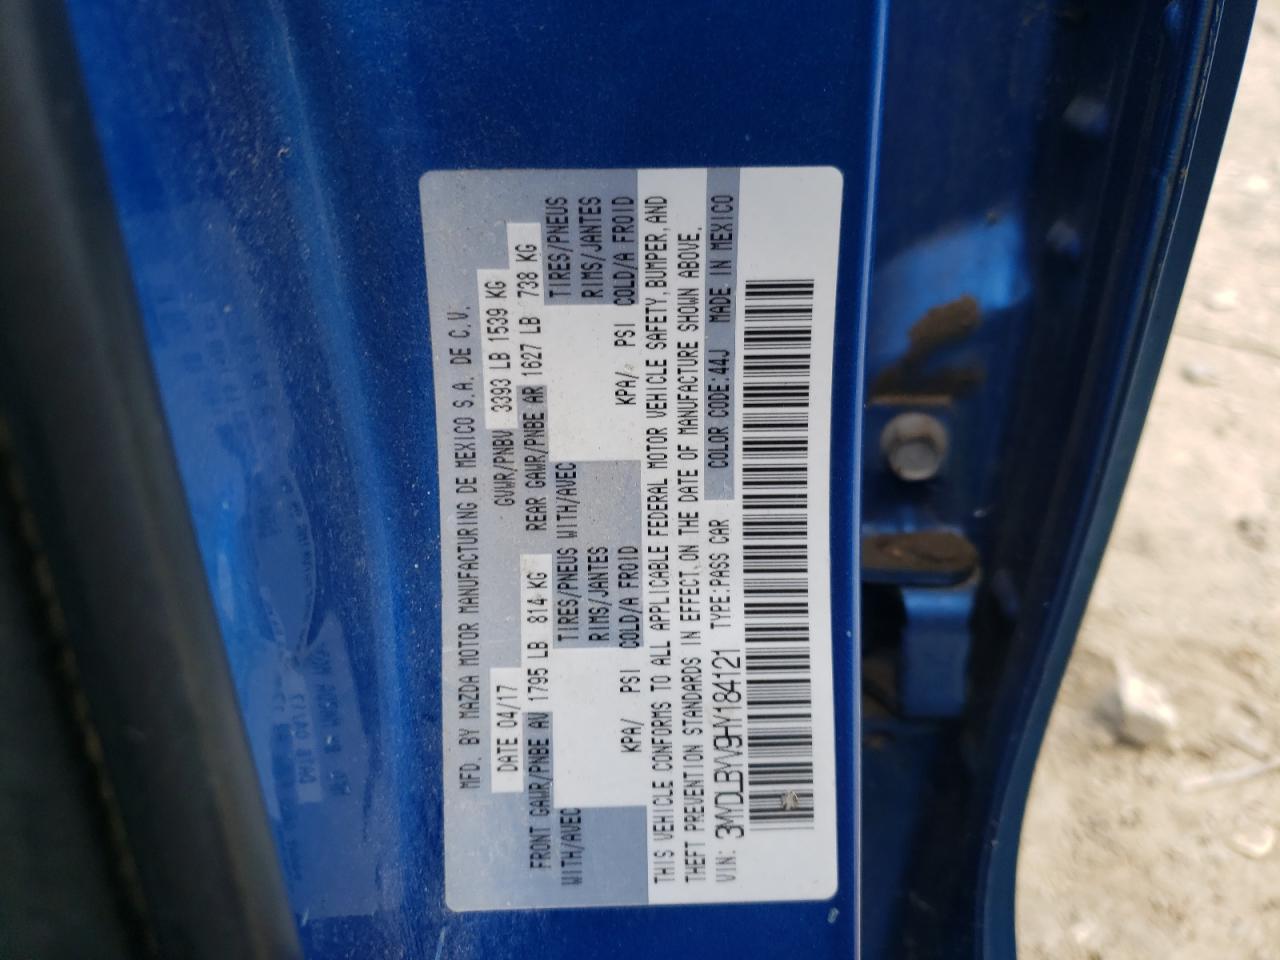 MFD. BY MAZDA MOTOR MANUFACTURING DE MEXICO S.A. DE C.V.
DATE 04/17 GVWR/PNBV 3393 LB 1539 KG
FRONT GAWR/PNBE AV 1795 LB 814 KG REAR GAWR/PNBE AR 1627 LB 738 KG
WITH/AVEC TIRES/PNEUS WITH/AVEC TIRES/PNEUS
RIMS/JANTES RIMS/JANTES
KPA/ PSI COLD/A FROID KPA/ PSI COLD/A FROID
THIS VEHICLE CONFORMS TO ALL APPLICABLE FEDERAL MOTOR VEHICLE SAFETY, BUMPER, AND
THEFT PREVENTION STANDARDS IN EFFECT ON THE DATE OF MANUFACTURE SHOWN ABOVE.
VIN: 3MYDLBYV9HY184121 TYPE:PASS CAR COLOR CODE:44J MADE IN MEXICO